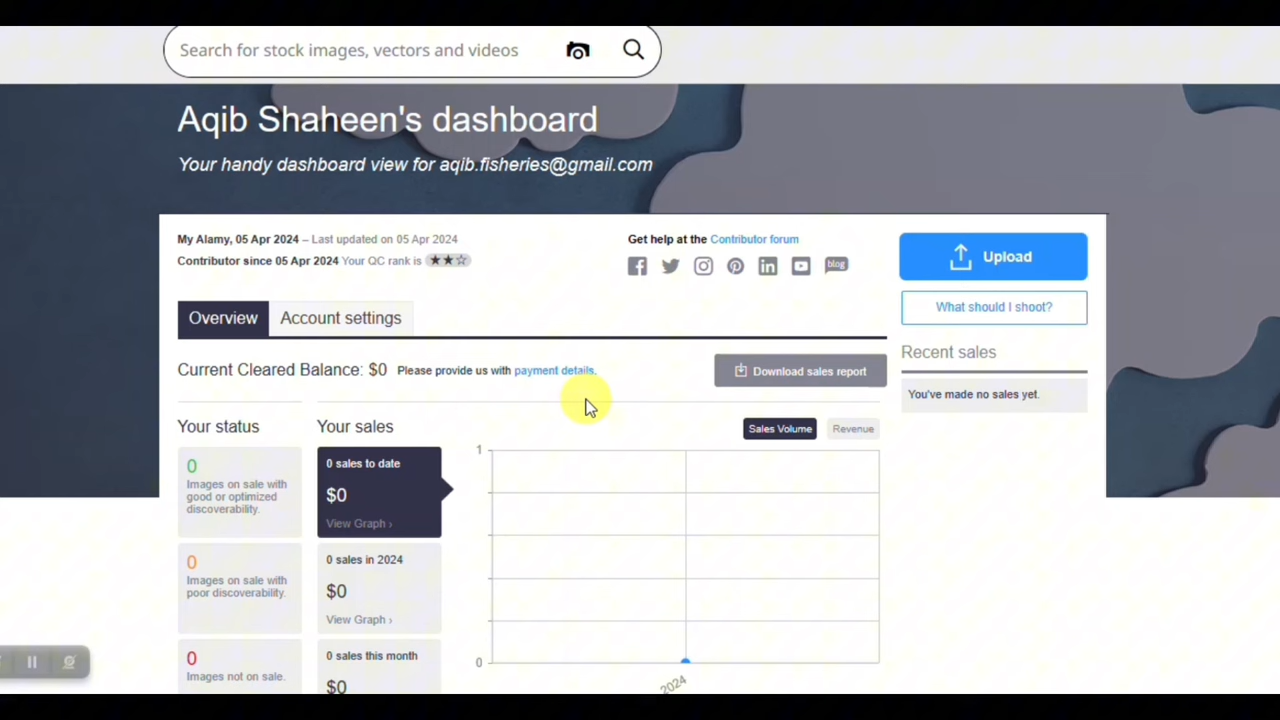 Search for stock images, vectors and videos
Aqib Shaheen's dashboard
Your handy dashboard view for aqib.fisheries@gmail.com
My Alamy, 05 Apr 2024 – Last updated on 05 Apr 2024
Contributor since 05 Apr 2024 Your QC rank is ★★☆
Get help at the Contributor forum
blog
Upload
What should I shoot?
Recent sales
You've made no sales yet.
Overview
Account settings
Current Cleared Balance: $0 Please provide us with payment details.
Download sales report
Your status
0
Images on sale with
good or optimized
discoverability.
0
Images on sale with
poor discoverability.
0
Images not on sale.
Your sales
0 sales to date
$0
View Graph ›
0 sales in 2024
$0
View Graph ›
0 sales this month
$0
Sales Volume
Revenue
1
0
2024